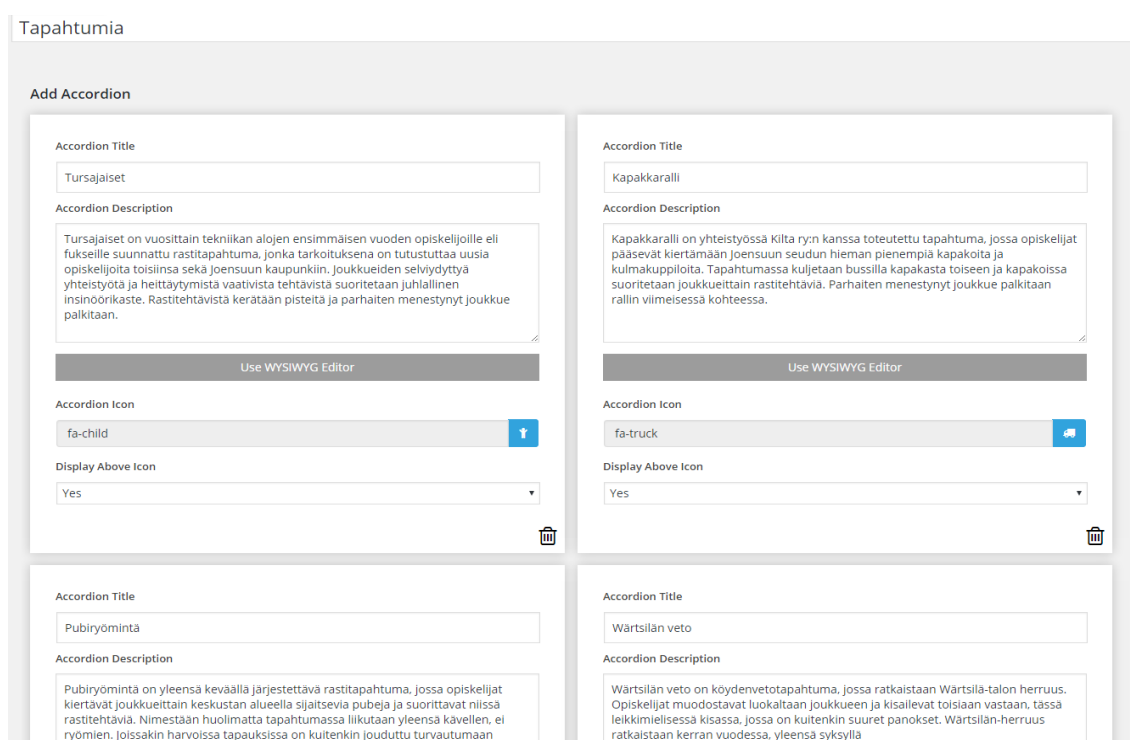 Tapahtumia
Add Accordion
Accordion Title
Tursajaiset
Accordion Description
Tursajaiset on vuosittain tekniikan alojen ensimmäisen vuoden opiskelijoille eli
fukseille suunnattu rastitapahtuma, jonka tarkoituksena on tutustuttaa uusia
opiskelijoita toisiinsa sekä Joensuun kaupunkiin. Joukkueiden selviydyttyä
yhteistyötä ja heittäytymistä vaativista tehtävistä suoritetaan juhlallinen
insinöörikaste. Rastitehtävistä kerätään pisteitä ja parhaiten menestynyt joukkue
palkitaan.
Use WYSIWYG Editor
Accordion Icon
fa-child
Display Above Icon
Yes
Accordion Title
Kapakkaralli
Accordion Description
Kapakkaralli on yhteistyössä Kilta ry:n kanssa toteutettu tapahtuma, jossa opiskelijat
pääsevät kiertämään Joensuun seudun hieman pienempiä kapakoita ja
kulmakuppiloita. Tapahtumassa kuljetaan bussilla kapakasta toiseen ja kapakoissa
suoritetaan joukkueittain rastitehtäviä. Parhaiten menestynyt joukkue palkitaan
rallin viimeisessä kohteessa.
Use WYSIWYG Editor
Accordion Icon
fa-truck
Display Above Icon
Yes
Accordion Title
Pubiryömintä
Accordion Description
Pubiryömintä on yleensä keväällä järjestettävä rastitapahtuma, jossa opiskelijat
kiertävät joukkueittain keskustan alueella sijaitsevia pubeja ja suorittavat niissä
rastitehtäviä. Nimestään huolimatta tapahtumassa liikutaan yleensä kävellen, ei
ryömien. Joissakin harvoissa tapauksissa on kuitenkin jouduttu turvautumaan
Accordion Title
Wärtsilän veto
Accordion Description
Wärtsilän veto on köydenvetotapahtuma, jossa ratkaistaan Wärtsilä-talon herruus.
Opiskelijat muodostavat luokaltaan joukkueen ja kisailevat toisiaan vastaan, tässä
leikkimielisessä kisassa, jossa on kuitenkin suuret panokset. Wärtsilän-herruus
ratkaistaan kerran vuodessa, yleensä syksyllä